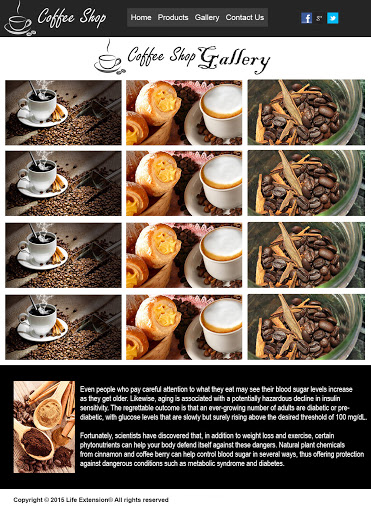 Coffee Shop
Home Products Gallery Contact Us
Coffee Shop Gallery
Even people who pay careful attention to what they eat may see their blood sugar levels increase
as they get older. Likewise, aging is associated with a potentially hazardous decline in insulin
sensitivity. The regrettable outcome is that an ever-growing number of adults are diabetic or pre-
diabetic, with glucose levels that are slowly but surely rising above the desired threshold of 100 mg/dL.
Fortunately, scientists have discovered that, in addition to weight loss and exercise, certain
phytonutrients can help your body defend itself against these dangers. Natural plant chemicals
from cinnamon and coffee berry can help control blood sugar in several ways, thus offering protection
against dangerous conditions such as metabolic syndrome and diabetes.
Copyright © 2015 Life Extension® All rights reserved